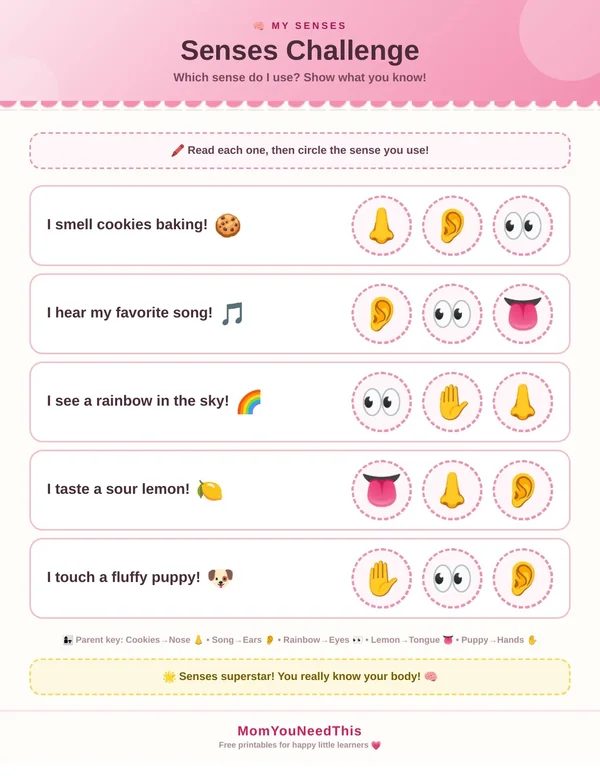 🧠 MY SENSES
Senses Challenge
Which sense do I use? Show what you know!
🖍️ Read each one, then circle the sense you use!
I smell cookies baking! 🍪
I hear my favorite song! 🎵
I see a rainbow in the sky! 🌈
I taste a sour lemon! 🍋
I touch a fluffy puppy! 🐶
👩‍👧 Parent key: Cookies→Nose 👃 • Song→Ears 👂 • Rainbow→Eyes 👀 • Lemon→Tongue 👅 • Puppy→Hands ✋
🌟 Senses superstar! You really know your body! 🧠
MomYouNeedThis
Free printables for happy little learners 💗